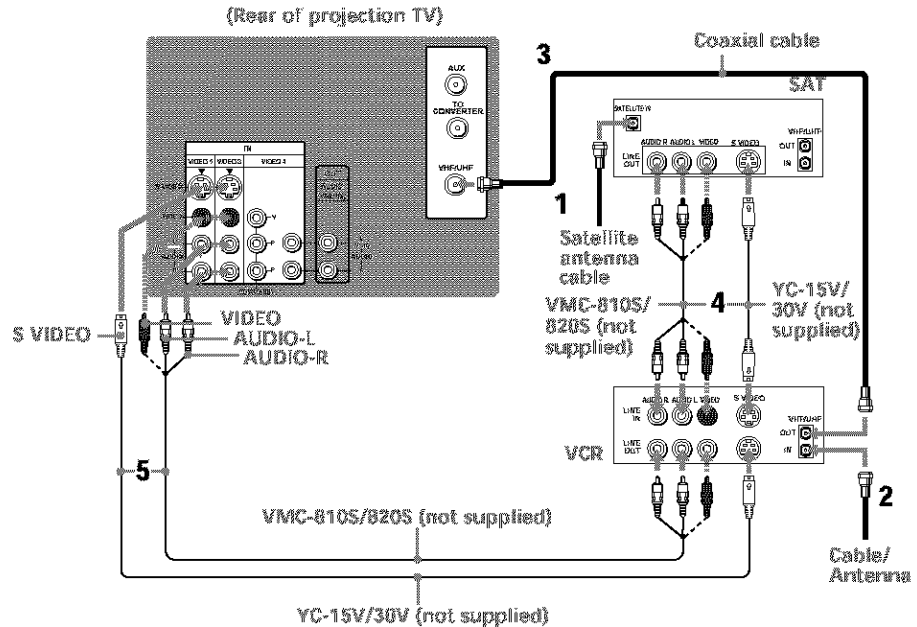 (Rear of projection TV)
AUX
TO
CONVERTER
VHF/UHF
IN
VIDEO 1
3
Coaxial cable
SAT
SATELLITE IN
AUDIO R AUDIO L VIDEO
S VIDEO
VHF/UHF
OUT
IN
LINE
OUT
1
Satellite
antenna
cable
VMC-810S/
820S (not
supplied)
4
YC-15V/
30V (not
supplied)
S VIDEO
VIDEO
AUDIO-L
AUDIO-R
AUDIO R AUDIO L VIDEO
S VIDEO
LINE
IN
LINE
OUT
VHF/UHF
OUT
IN
VCR
2
Cable/
Antenna
5
VMC-810S/820S (not supplied)
YC-15V/30V (not supplied)